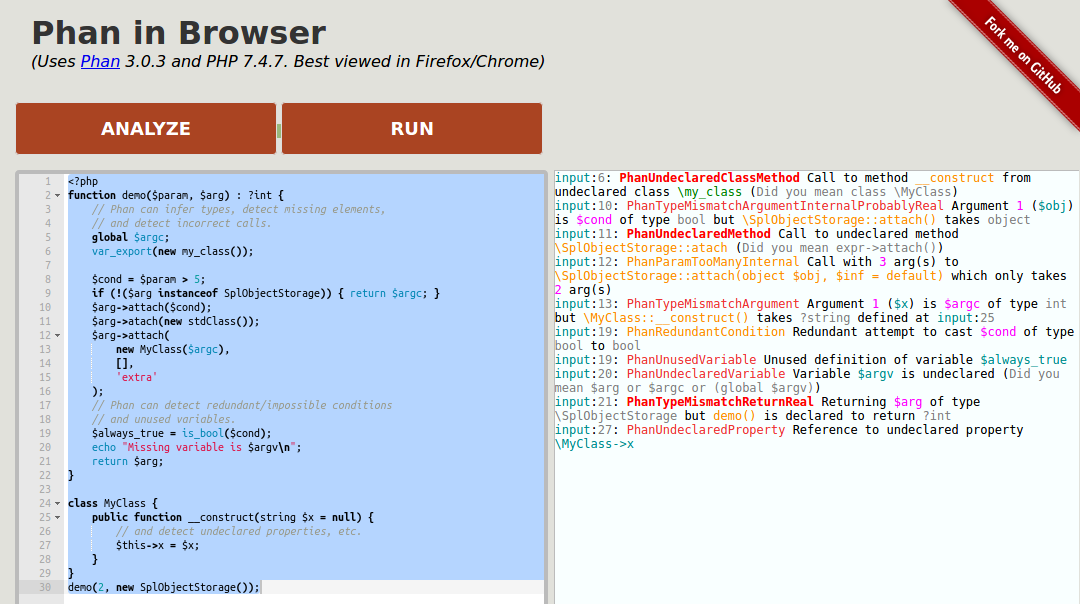 Phan in Browser
(Uses Phan 3.0.3 and PHP 7.4.7. Best viewed in Firefox/Chrome)
Fork me on GitHub
ANALYZE
RUN
1 <?php
2 function demo($param, $arg) : ?int {
3 // Phan can infer types, detect missing elements,
4 // and detect incorrect calls.
5 global $argc;
6 var_export(new my_class());
7
8 $cond = $param > 5;
9 if (!($arg instanceof SplObjectStorage)) { return $argc; }
10 $arg->attach($cond);
11 $arg->atach(new stdClass());
12 $arg->attach(
13 new MyClass($argc),
14 [],
15 'extra'
16 );
17 // Phan can detect redundant/impossible conditions
18 // and unused variables.
19 $always_true = is_bool($cond);
20 echo "Missing variable is $argv\n";
21 return $arg;
22 }
23
24 class MyClass {
25 public function __construct(string $x = null) {
26 // and detect undeclared properties, etc.
27 $this->x = $x;
28 }
29 }
30 demo(2, new SplObjectStorage());
input:6: PhanUndeclaredClassMethod Call to method __construct from
undeclared class \my_class (Did you mean class \MyClass)
input:10: PhanTypeMismatchArgumentInternalProbablyReal Argument 1 ($obj)
is $cond of type bool but \SplObjectStorage::attach() takes object
input:11: PhanUndeclaredMethod Call to undeclared method
\SplObjectStorage::atach (Did you mean expr->attach())
input:12: PhanParamTooManyInternal Call with 3 arg(s) to
\SplObjectStorage::attach(object $obj, $inf = default) which only takes
2 arg(s)
input:13: PhanTypeMismatchArgument Argument 1 ($x) is $argc of type int
but \MyClass::__construct() takes ?string defined at input:25
input:19: PhanRedundantCondition Redundant attempt to cast $cond of type
bool to bool
input:19: PhanUnusedVariable Unused definition of variable $always_true
input:20: PhanUndeclaredVariable Variable $argv is undeclared (Did you
mean $arg or $argc or (global $argv))
input:21: PhanTypeMismatchReturnReal Returning $arg of type
\SplObjectStorage but demo() is declared to return ?int
input:27: PhanUndeclaredProperty Reference to undeclared property
\MyClass->x